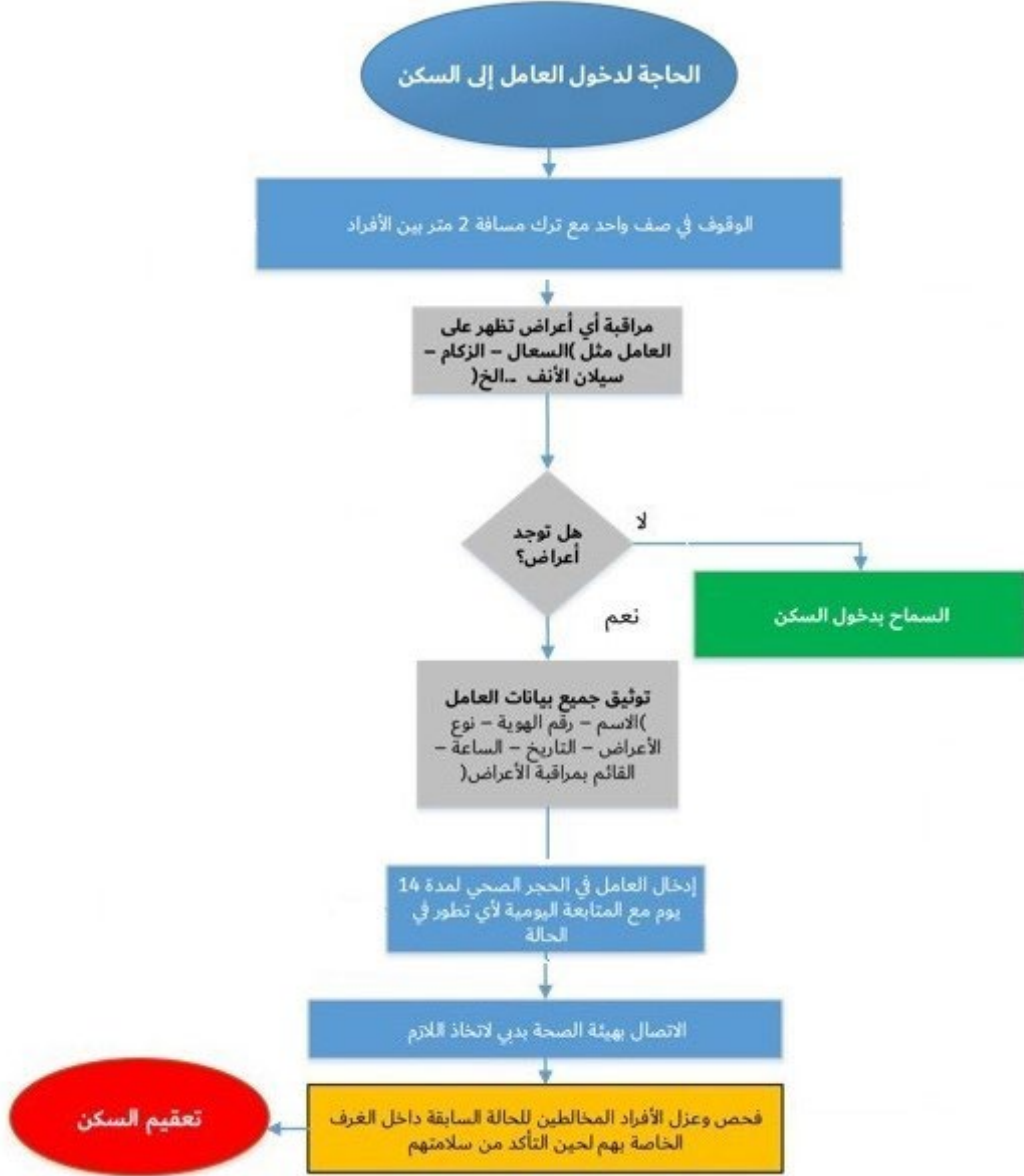 الحاجة لدخول العامل إلى السكن
الوقوف في صف واحد مع ترك مسافة 2 متر بين الأفراد
مراقبة أي أعراض تظهر على
العامل مثل )السعال – الزكام –
سيلان الأنف ...الخ(
هل توجد
أعراض؟
لا
السماح بدخول السكن
نعم
توثيق جميع بيانات العامل
)الاسم – رقم الهوية – نوع
الأعراض – التاريخ – الساعة –
القائم بمراقبة الأعراض(
إدخال العامل في الحجر الصحي لمدة 14
يوم مع المتابعة اليومية لأي تطور في
الحالة
الاتصال بهيئة الصحة بدبي لاتخاذ اللازم
فحص وعزل الأفراد المخالطين للحالة السابقة داخل الغرف
الخاصة بهم لحين التأكد من سلامتهم
تعقيم السكن